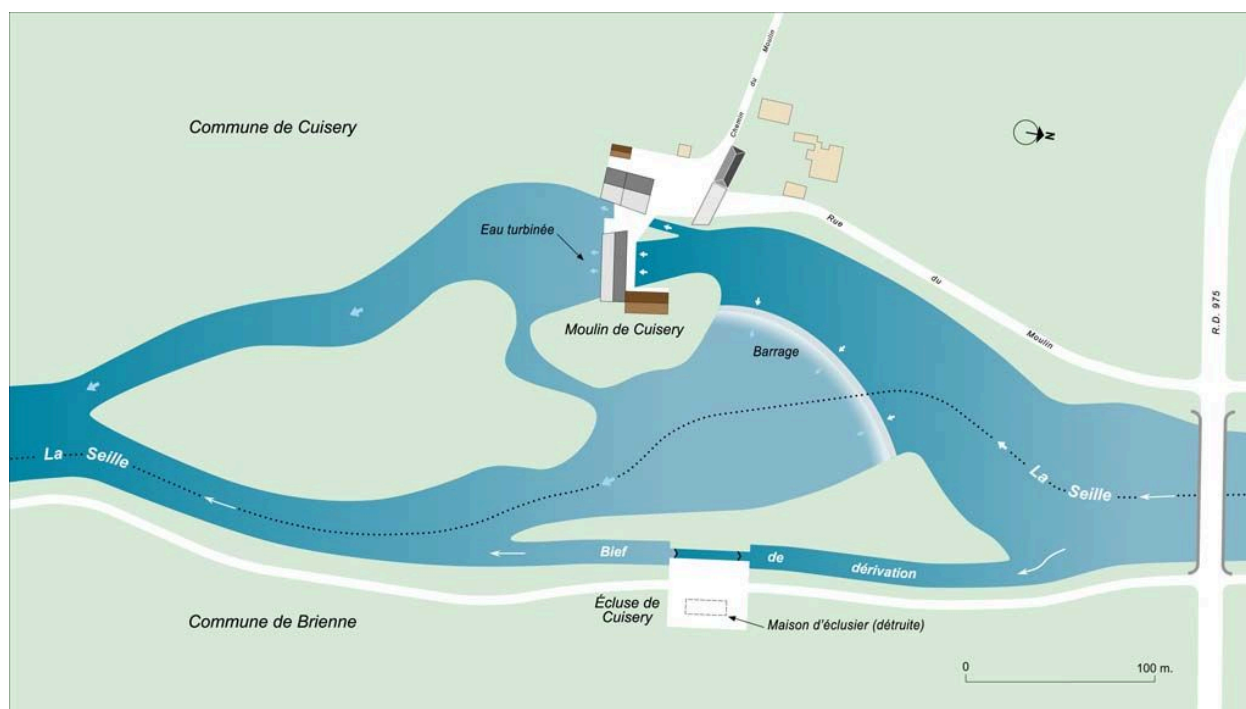 Commune de Cuisery
Chemin du Moulin
N
Eau turbinée
Rue du Moulin
R.D. 975
Moulin de Cuisery
Barrage
La Seille
La Seille
Bief de dérivation
Écluse de
Cuisery
Maison d'éclusier (détruite)
Commune de Brienne
0 100 m.